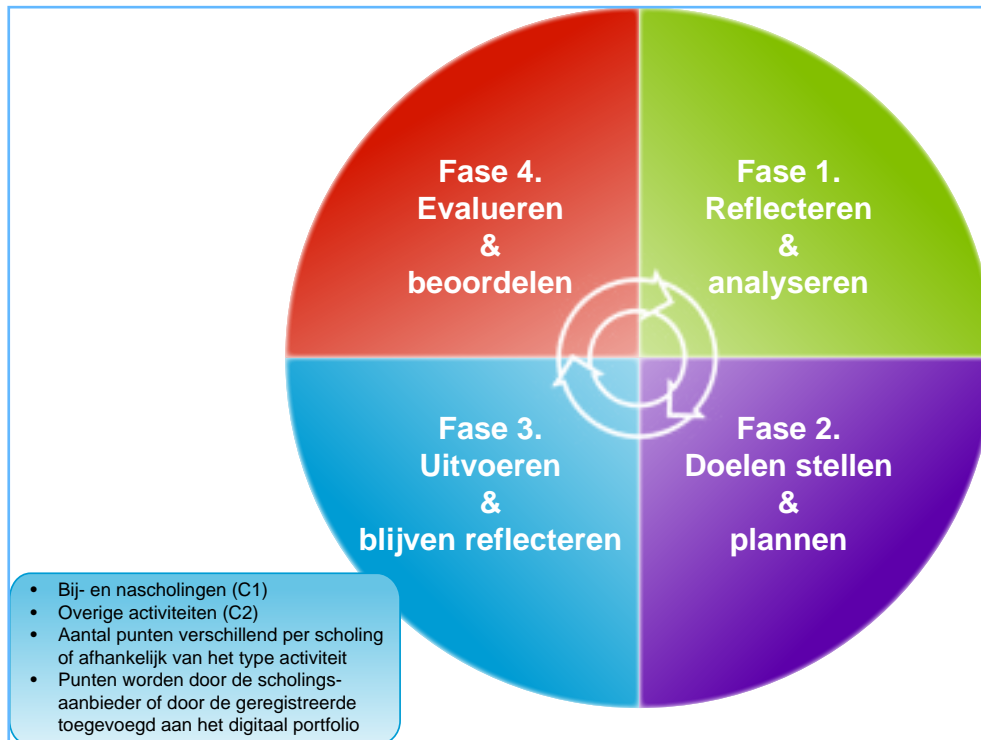 Fase 4.
Evalueren
&
beoordelen
Fase 1.
Reflecteren
&
analyseren
Fase 3.
Uitvoeren
&
blijven reflecteren
Fase 2.
Doelen stellen
&
plannen
• Bij- en nascholingen (C1)
• Overige activiteiten (C2)
• Aantal punten verschillend per scholing
of afhankelijk van het type activiteit
• Punten worden door de scholings-
aanbieder of door de geregistreerde
toegevoegd aan het digitaal portfolio